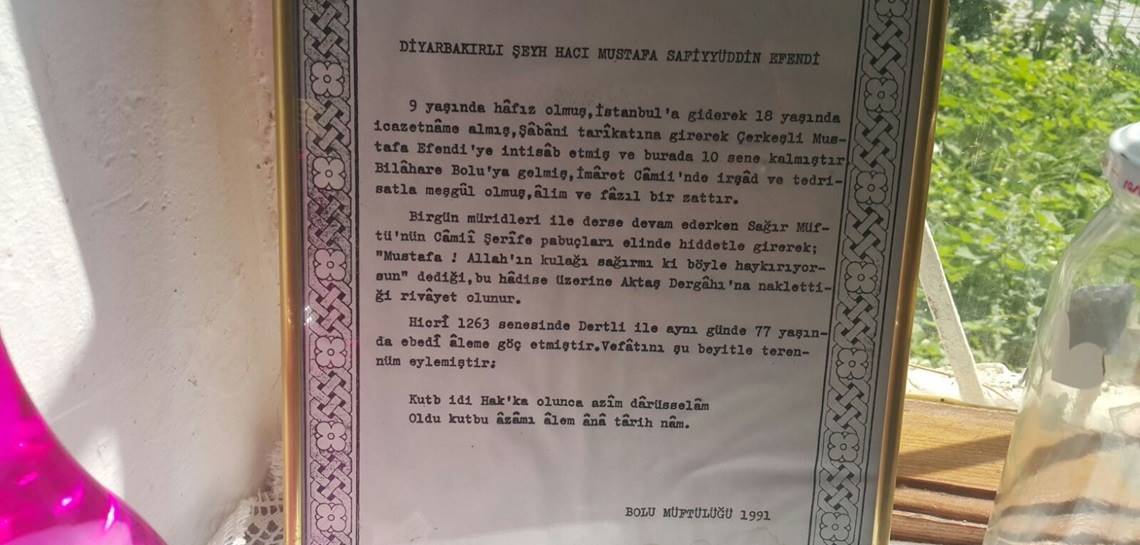 DİYARBAKIRLI ŞEYH HACI MUSTAFA SAFİYYÜDDİN EFENDİ
9 yaşında hâfız olmuş,İstanbul'a giderek 18 yaşında
icazetnâme almış,Şâbâni tarîkatına girerek Çerkeşli Mus-
tafa Efendi'ye intisâb etmiş ve burada 10 sene kalmıştır
Bilâhare Bolu'ya gelmiş,İmâret Câmii'nde irşâd ve tedri-
satla meşgûl olmuş,âlim ve fâzıl bir zattır.
Birgün müridleri ile derse devam ederken Sağır Müf-
tü'nün Câmiî Şerîfe pabuçları elinde hiddetle girerek;
"Mustafa ! Allah'ın kulağı sağırmı ki böyle haykırıyor-
sun" dediği,bu hâdise üzerine Aktaş Dergâhı'na naklettti-
ği rivâyet olunur.
Hicrî 1263 senesinde Dertli ile aynı günde 77 yaşın-
da ebedî âleme göç etmiştir.Vefâtını şu beyitle teren-
nüm eylemiştir;
Kutb idi Hak'ka olunca azîm dârüsselâm
Oldu kutbu âzâmı âlem ânâ târih nâm.
BOLU MÜFTÜLÜĞÜ 1991